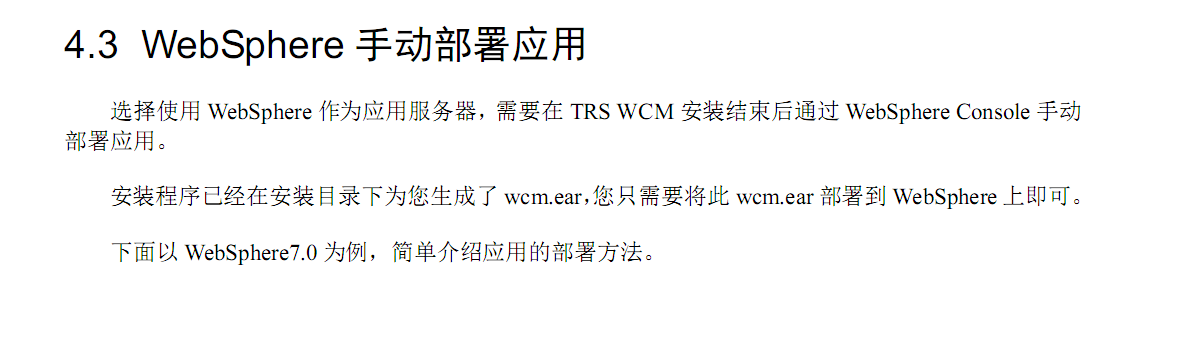 4.3 WebSphere 手动部署应用
选择使用 WebSphere 作为应用服务器，需要在 TRS WCM 安装结束后通过 WebSphere Console 手动
部署应用。
安装程序已经在安装目录下为您生成了 wcm.ear，您只需要将此 wcm.ear 部署到 WebSphere 上即可。
下面以 WebSphere7.0 为例，简单介绍应用的部署方法。